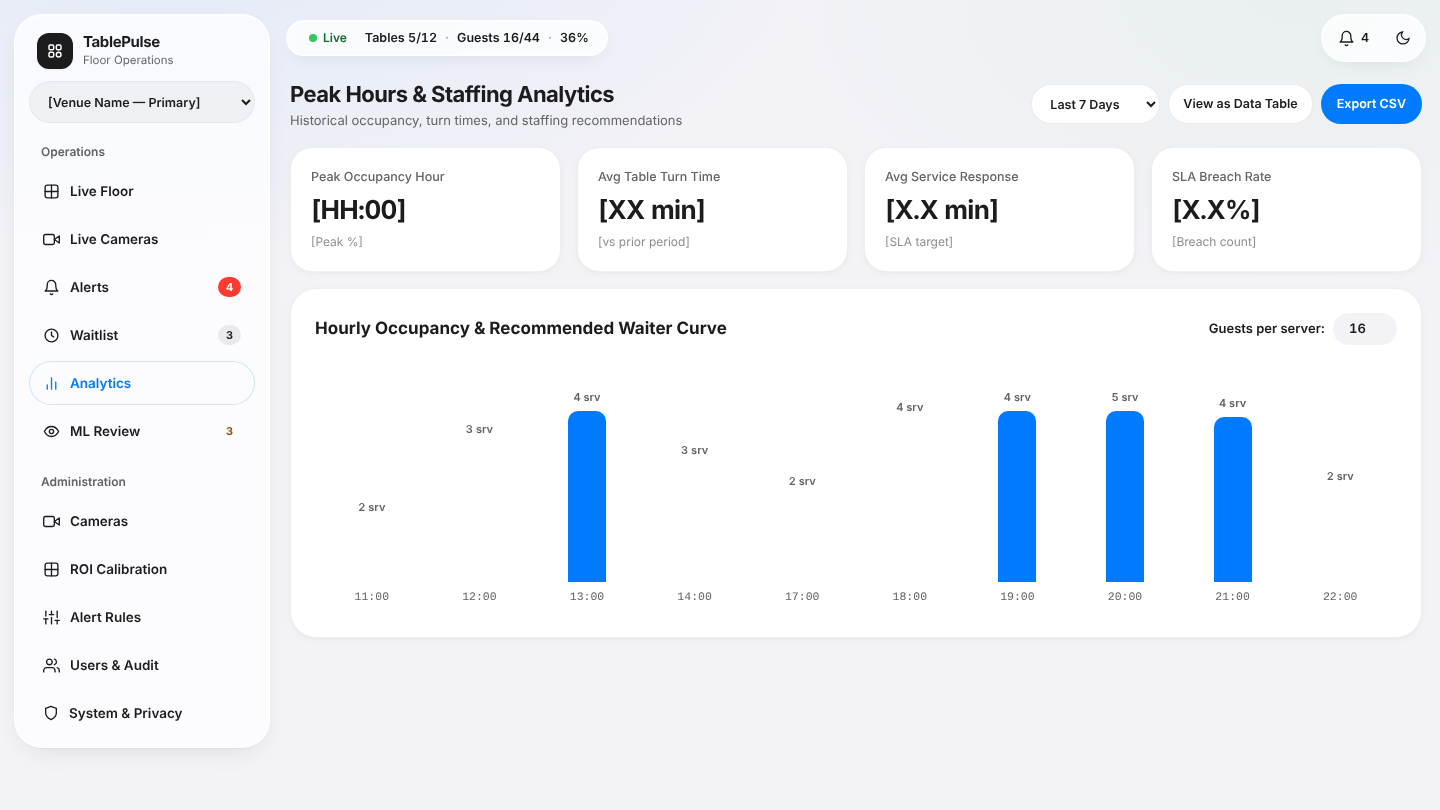 TablePulse
Floor Operations
[Venue Name — Primary]
Operations
Live Floor
Live Cameras
Alerts 4
Waitlist 3
Analytics
ML Review 3
Administration
Cameras
ROI Calibration
Alert Rules
Users & Audit
System & Privacy
Live Tables 5/12 · Guests 16/44 · 36%
4
Peak Hours & Staffing Analytics
Historical occupancy, turn times, and staffing recommendations
Last 7 Days
View as Data Table
Export CSV
Peak Occupancy Hour
[HH:00]
[Peak %]
Avg Table Turn Time
[XX min]
[vs prior period]
Avg Service Response
[X.X min]
[SLA target]
SLA Breach Rate
[X.X%]
[Breach count]
Hourly Occupancy & Recommended Waiter Curve
Guests per server: 16
2 srv
3 srv
4 srv
3 srv
2 srv
4 srv
4 srv
5 srv
4 srv
2 srv
11:00 12:00 13:00 14:00 17:00 18:00 19:00 20:00 21:00 22:00